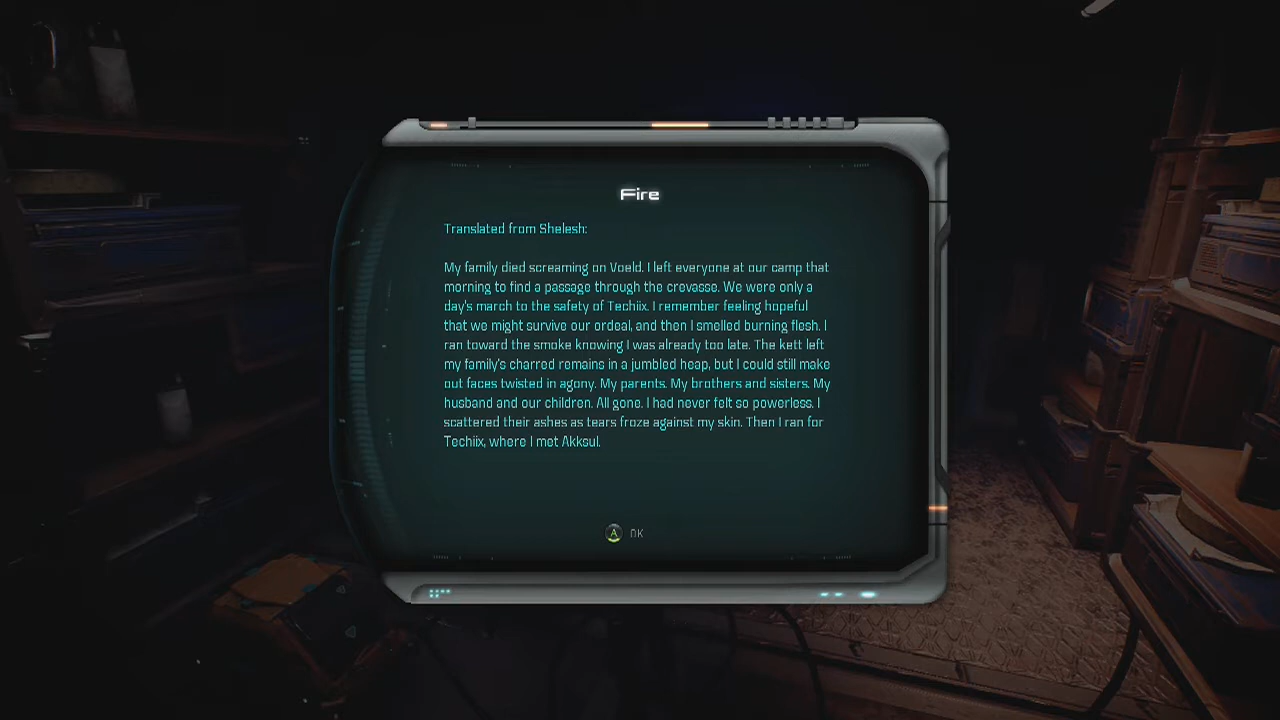 Fire
Translated from Shelesh:
My family died screaming on Voeld. I left everyone at our camp that
morning to find a passage through the crevasse. We were only a
day's march to the safety of Techiix. I remember feeling hopeful
that we might survive our ordeal, and then I smelled burning flesh. I
ran toward the smoke knowing I was already too late. The kett left
my family's charred remains in a jumbled heap, but I could still make
out faces twisted in agony. My parents. My brothers and sisters. My
husband and our children. All gone. I had never felt so powerless. I
scattered their ashes as tears froze against my skin. Then I ran for
Techiix, where I met Akksul.
A OK